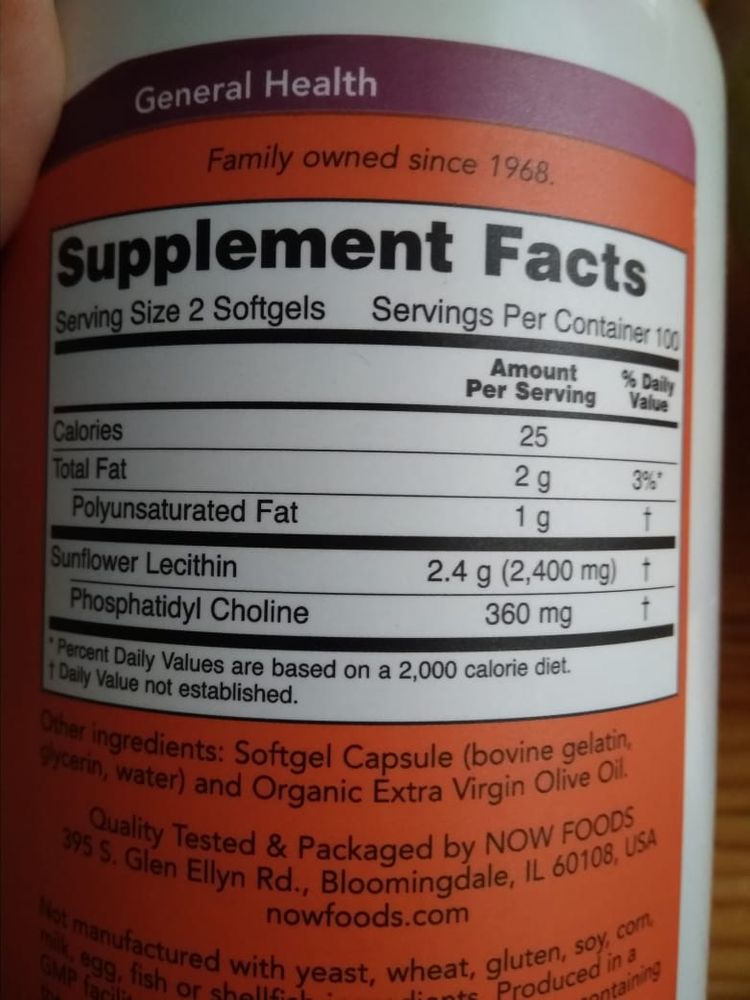 General Health
Family owned since 1968.
Supplement Facts
Serving Size 2 Softgels Servings Per Container 100
Amount Per Serving % Daily Value
Calories 25
Total Fat 2 g 3%*
Polyunsaturated Fat 1 g †
Sunflower Lecithin 2.4 g (2,400 mg) †
Phosphatidyl Choline 360 mg †
* Percent Daily Values are based on a 2,000 calorie diet.
† Daily Value not established.
Other ingredients: Softgel Capsule (bovine gelatin,
glycerin, water) and Organic Extra Virgin Olive Oil.
Quality Tested & Packaged by NOW FOODS
395 S. Glen Ellyn Rd., Bloomingdale, IL 60108, USA
nowfoods.com
Not manufactured with yeast, wheat, gluten, soy, corn,
milk, egg, fish or shellfish ingredients. Produced in a
GMP containing